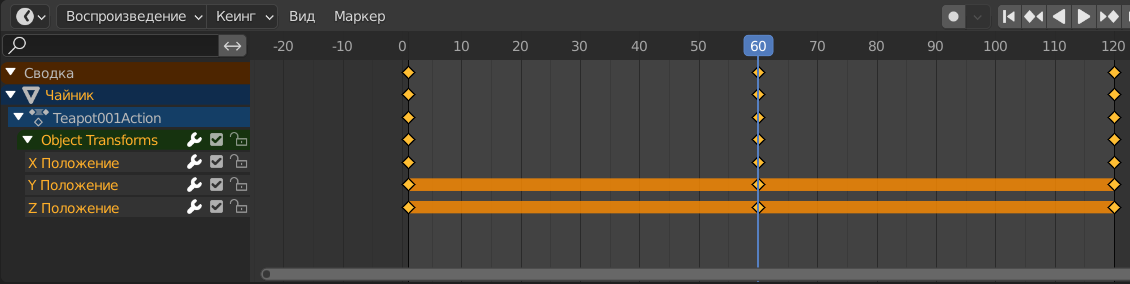 Воспроизведение Кеинг Вид Маркер
-20 -10 0 10 20 30 40 50 60 70 80 90 100 110 120
Сводка
Чайник
Teapot001Action
Object Transforms
X Положение
Y Положение
Z Положение